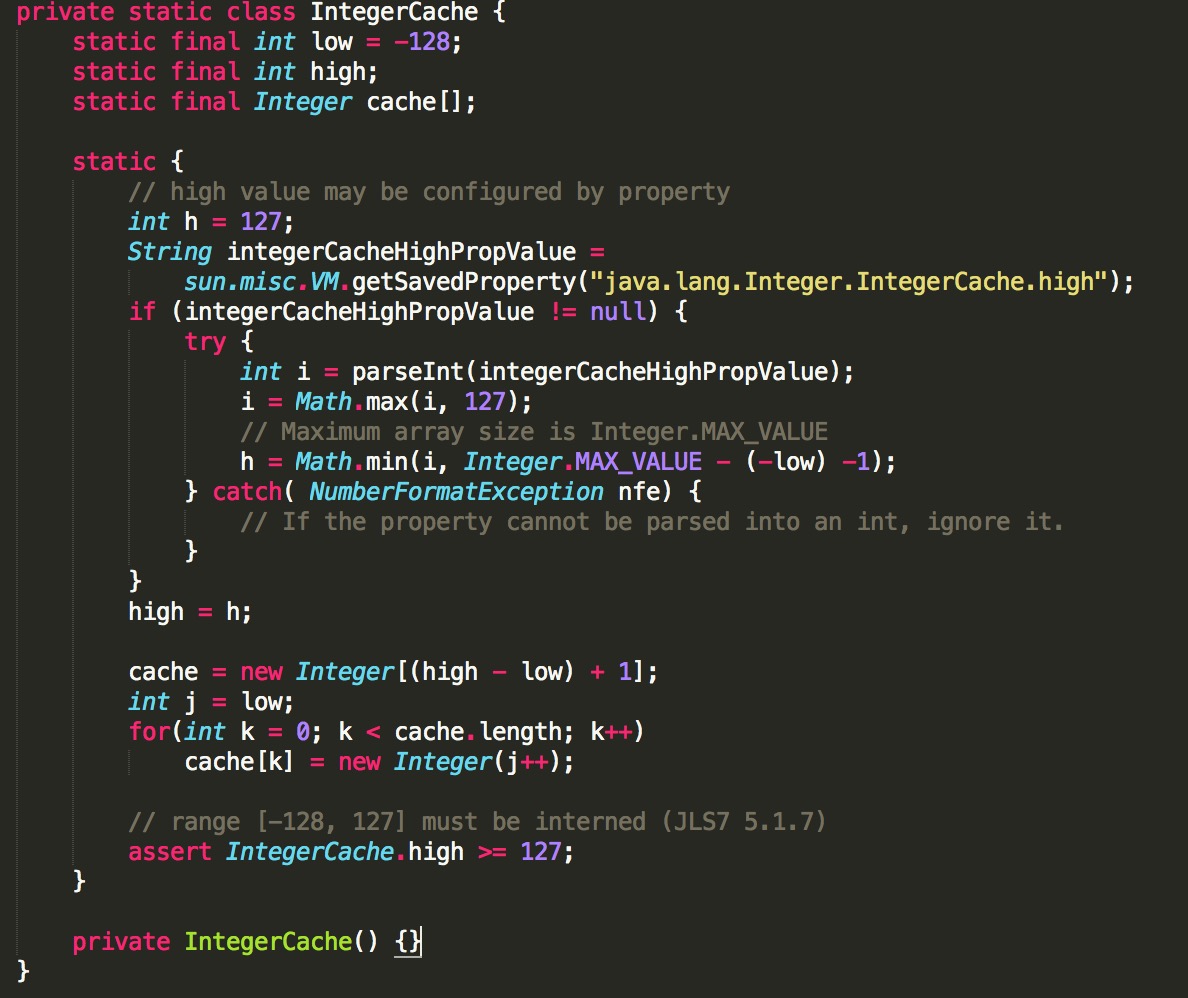 private static class IntegerCache {
    static final int low = -128;
    static final int high;
    static final Integer cache[];

    static {
        // high value may be configured by property
        int h = 127;
        String integerCacheHighPropValue =
            sun.misc.VM.getSavedProperty("java.lang.Integer.IntegerCache.high");
        if (integerCacheHighPropValue != null) {
            try {
                int i = parseInt(integerCacheHighPropValue);
                i = Math.max(i, 127);
                // Maximum array size is Integer.MAX_VALUE
                h = Math.min(i, Integer.MAX_VALUE - (-low) -1);
            } catch( NumberFormatException nfe) {
                // If the property cannot be parsed into an int, ignore it.
            }
        }
        high = h;

        cache = new Integer[(high - low) + 1];
        int j = low;
        for(int k = 0; k < cache.length; k++)
            cache[k] = new Integer(j++);

        // range [-128, 127] must be interned (JLS7 5.1.7)
        assert IntegerCache.high >= 127;
    }

    private IntegerCache() {}
}